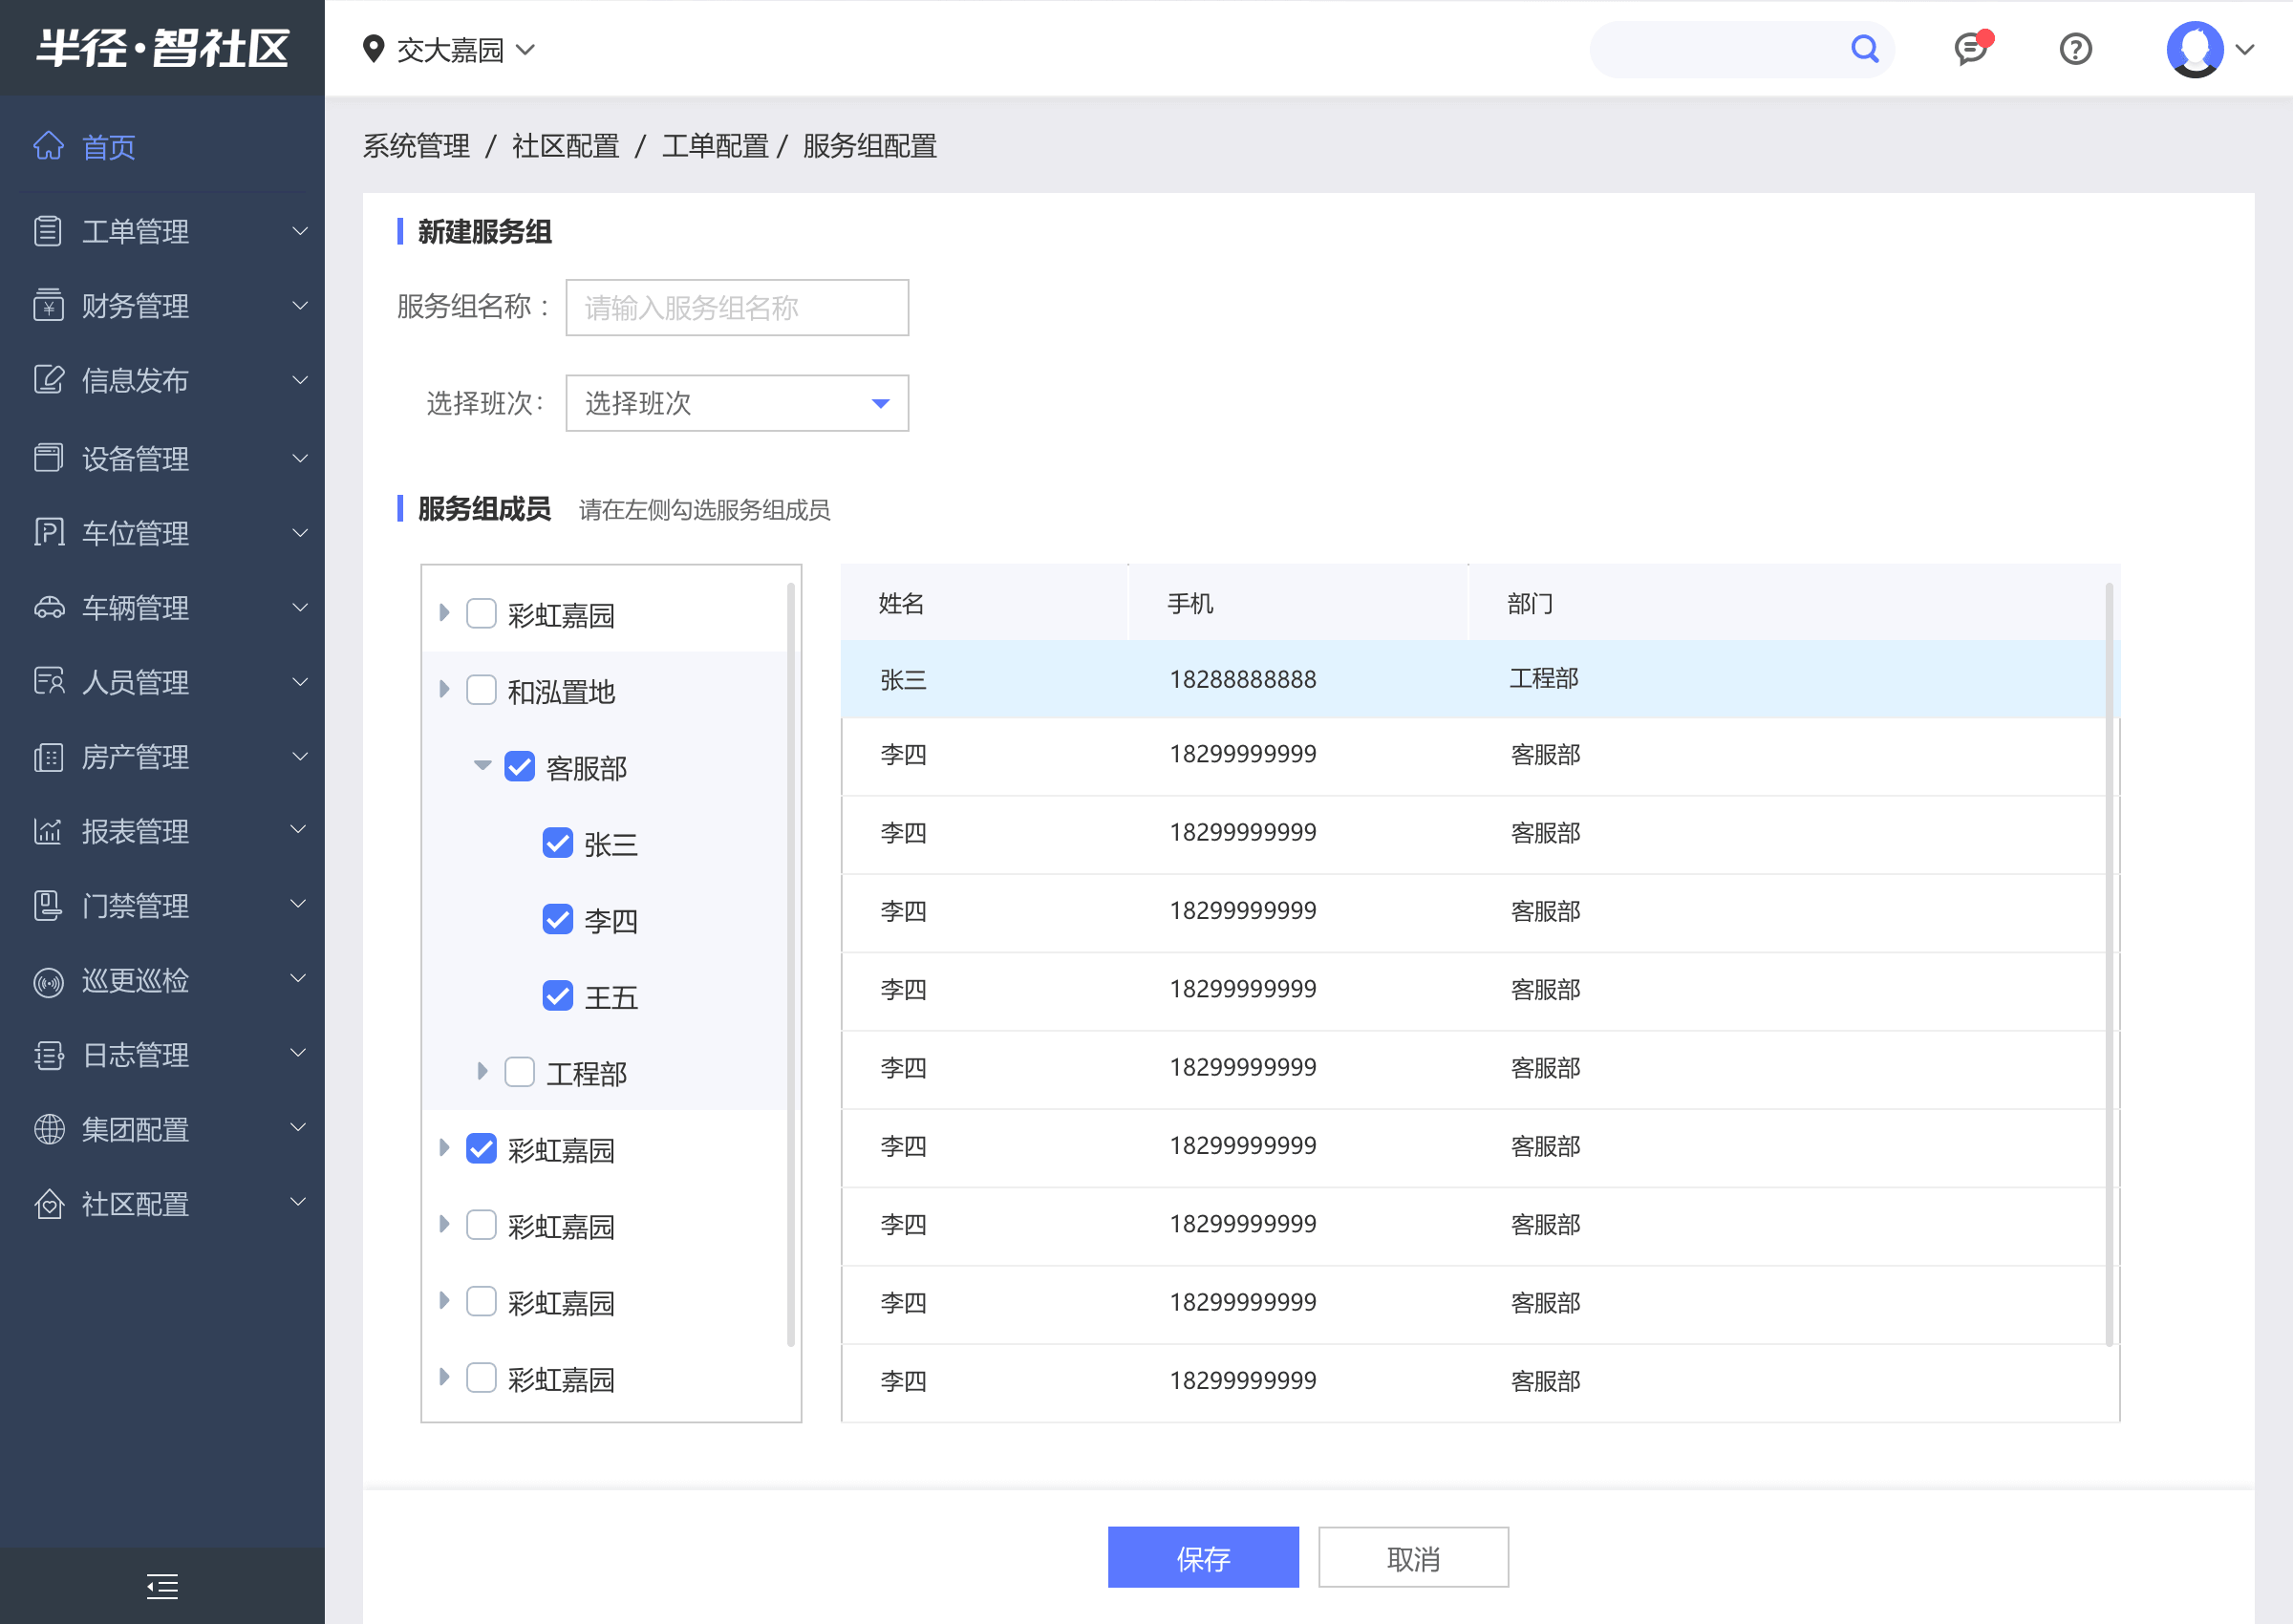 半径·智社区
交大嘉园
首页
工单管理
财务管理
信息发布
设备管理
车位管理
车辆管理
人员管理
房产管理
报表管理
门禁管理
巡更巡检
日志管理
集团配置
社区配置
系统管理 / 社区配置 / 工单配置 / 服务组配置
新建服务组
服务组名称： 请输入服务组名称
选择班次： 选择班次
服务组成员 请在左侧勾选服务组成员
彩虹嘉园
和泓置地
客服部
张三
李四
王五
工程部
彩虹嘉园
彩虹嘉园
彩虹嘉园
彩虹嘉园
姓名 手机 部门
张三 18288888888 工程部
李四 18299999999 客服部
李四 18299999999 客服部
李四 18299999999 客服部
李四 18299999999 客服部
李四 18299999999 客服部
李四 18299999999 客服部
李四 18299999999 客服部
李四 18299999999 客服部
李四 18299999999 客服部
保存 取消